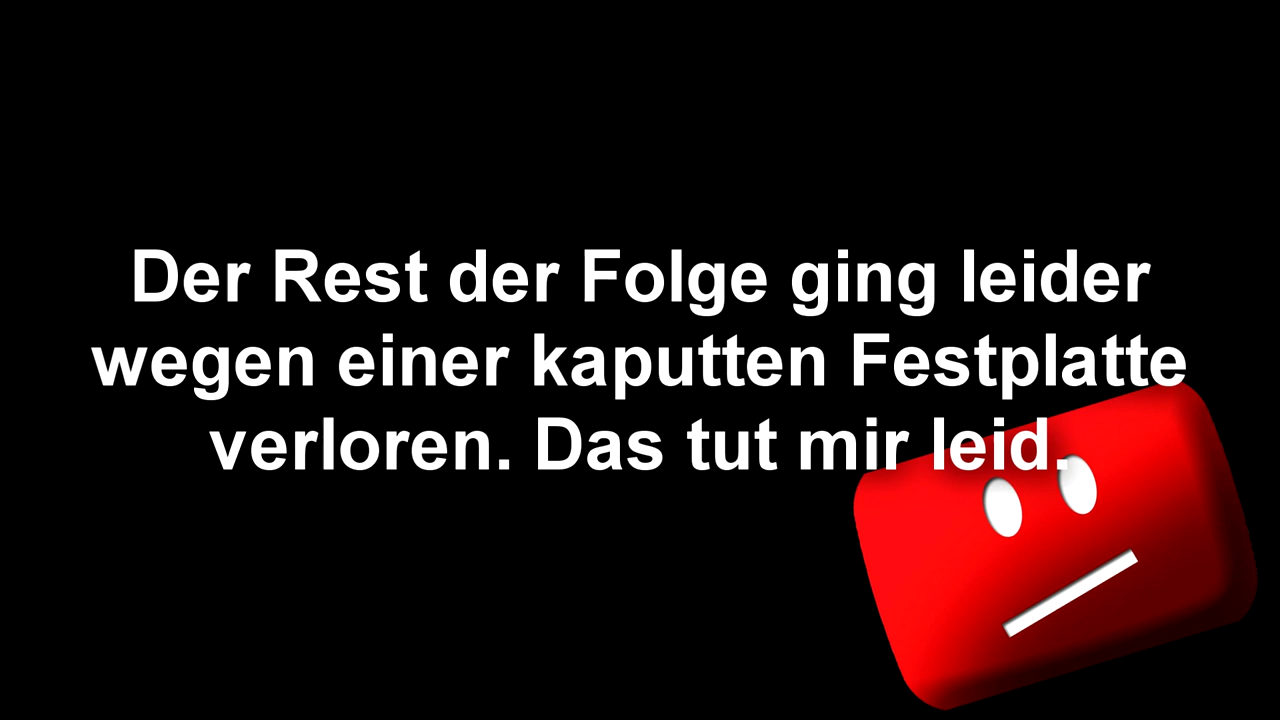 Der Rest der Folge ging leider
wegen einer kaputten Festplatte
verloren. Das tut mir leid.